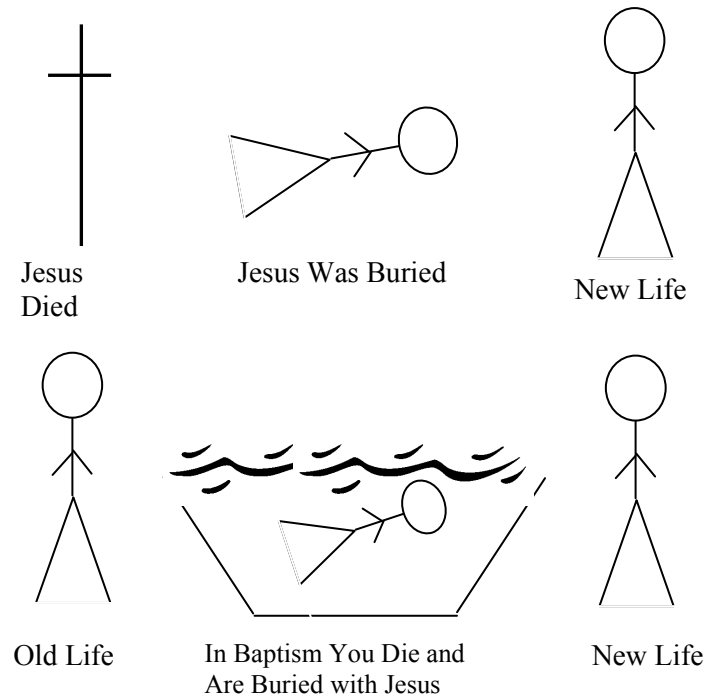 Jesus
Died
Jesus Was Buried
New Life
Old Life
In Baptism You Die and
Are Buried with Jesus
New Life